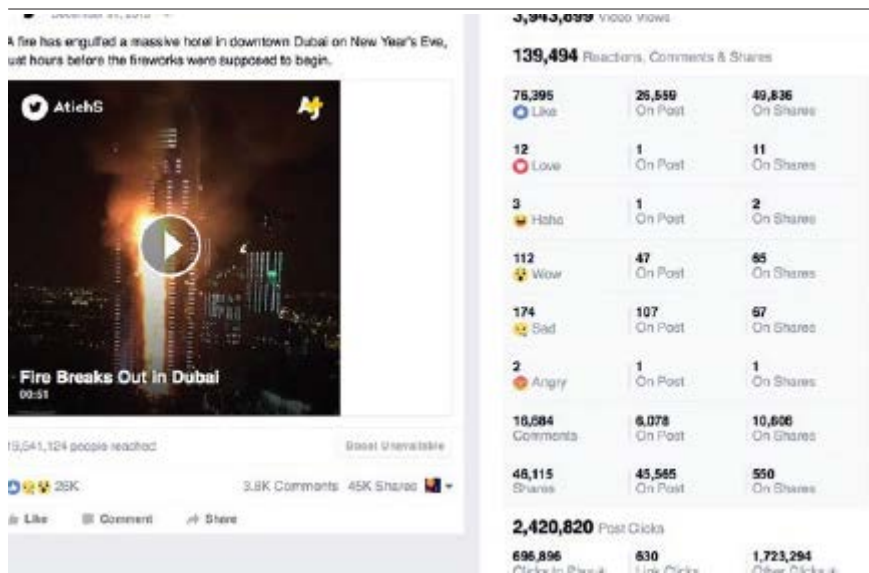 A fire has engulfed a massive hotel in downtown Dubai on New Year's Eve,
just hours before the fireworks were supposed to begin.
AtiehS
Fire Breaks Out in Dubai
00:51
people reached
Boost Unavailable
26K
3.8K Comments 45K Shares
Like Comment Share
3,943,699 Video Views
139,494 Reactions, Comments & Shares
76,395 26,559 49,836
Like On Post On Shares
12 1 11
Love On Post On Shares
3 1 2
Haha On Post On Shares
112 47 65
Wow On Post On Shares
174 107 67
Sad On Post On Shares
2 1 1
Angry On Post On Shares
16,684 6,078 10,606
Comments On Post On Shares
46,115 45,565 550
Shares On Post On Shares
2,420,820 Post Clicks
696,896 630 1,723,294
Clicks to Play Link Clicks Other Clicks